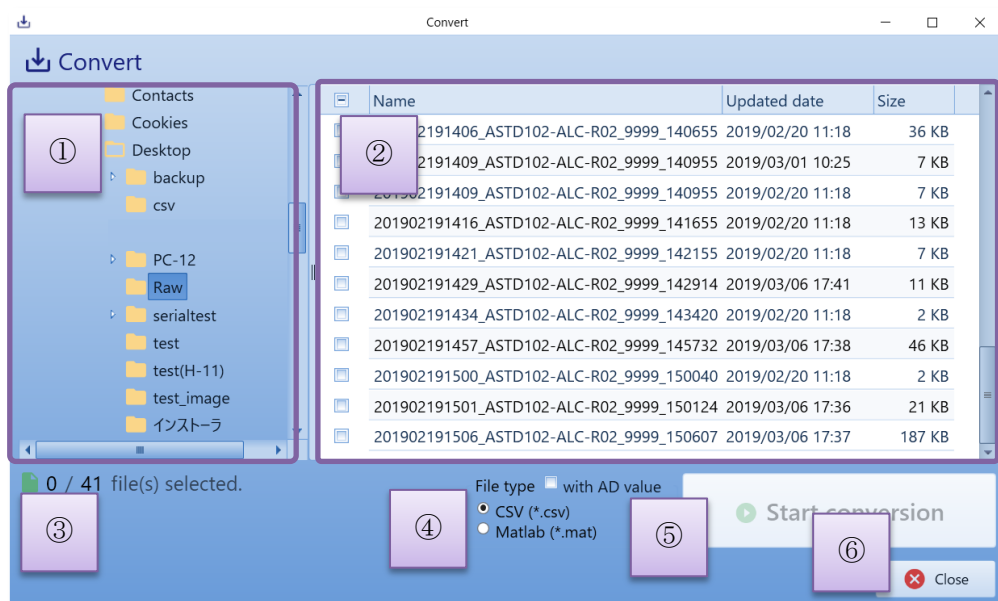 Convert
Convert
Contacts
Cookies
Desktop
backup
csv
PC-12
Raw
serialtest
test
test(H-11)
test_image
インストーラ
①
Name Updated date Size
2191406_ASTD102-ALC-R02_9999_140655 2019/02/20 11:18 36 KB
2191409_ASTD102-ALC-R02_9999_140955 2019/03/01 10:25 7 KB
201902191409_ASTD102-ALC-R02_9999_140955 2019/02/20 11:18 7 KB
201902191416_ASTD102-ALC-R02_9999_141655 2019/02/20 11:18 13 KB
201902191421_ASTD102-ALC-R02_9999_142155 2019/02/20 11:18 7 KB
201902191429_ASTD102-ALC-R02_9999_142914 2019/03/06 17:41 11 KB
201902191434_ASTD102-ALC-R02_9999_143420 2019/02/20 11:18 2 KB
201902191457_ASTD102-ALC-R02_9999_145732 2019/03/06 17:38 46 KB
201902191500_ASTD102-ALC-R02_9999_150040 2019/02/20 11:18 2 KB
201902191501_ASTD102-ALC-R02_9999_150124 2019/03/06 17:36 21 KB
201902191506_ASTD102-ALC-R02_9999_150607 2019/03/06 17:37 187 KB
②
0 / 41 file(s) selected.
③
File type with AD value
CSV (*.csv)
Matlab (*.mat)
④
Start conversion
⑤
Close
⑥